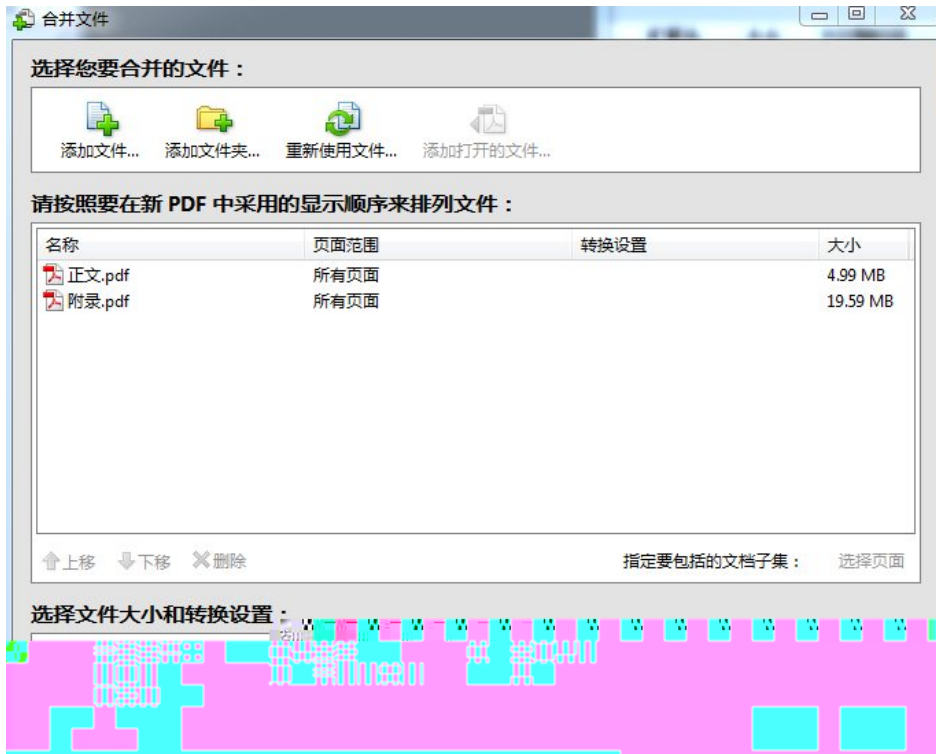 合并文件
选择您要合并的文件：
添加文件... 添加文件夹... 重新使用文件... 添加打开的文件...
请按照要在新 PDF 中采用的显示顺序来排列文件：
名称 页面范围 转换设置 大小
正文.pdf 所有页面 4.99 MB
附录.pdf 所有页面 19.59 MB
上移 下移 删除 指定要包括的文档子集： 选择页面
选择文件大小和转换设置：